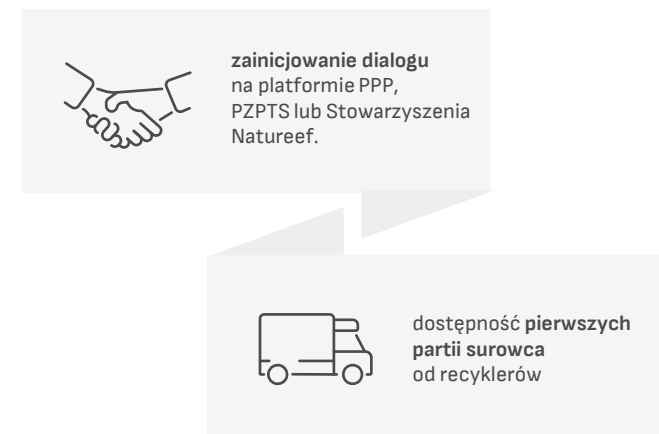 zainicjowanie dialogu
na platformie PPP,
PZPTS lub Stowarzyszenia
Natureef.
dostępność pierwszych
partii surowca
od recyklerów